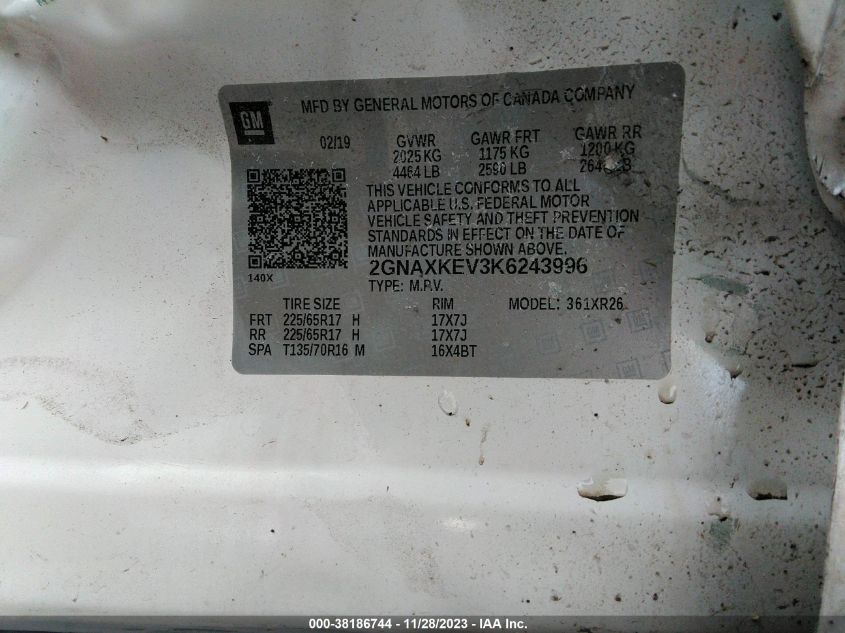 GM
MFD BY GENERAL MOTORS OF CANADA COMPANY
02/19 GVWR GAWR FRT GAWR RR
2025 KG 1175 KG 1200 KG
4464 LB 2590 LB
THIS VEHICLE CONFORMS TO ALL
APPLICABLE U.S. FEDERAL MOTOR
VEHICLE SAFETY AND THEFT PREVENTION
STANDARDS IN EFFECT ON THE DATE OF
MANUFACTURE SHOWN ABOVE.
140X
2GNAXKEV3K6243996
TYPE: M.P.V.
TIRE SIZE RIM MODEL: 361XR26
FRT 225/65R17 H 17X7J
RR 225/65R17 H 17X7J
SPA T135/70R16 M 16X4BT
000-38186744 - 11/28/2023 - IAA Inc.